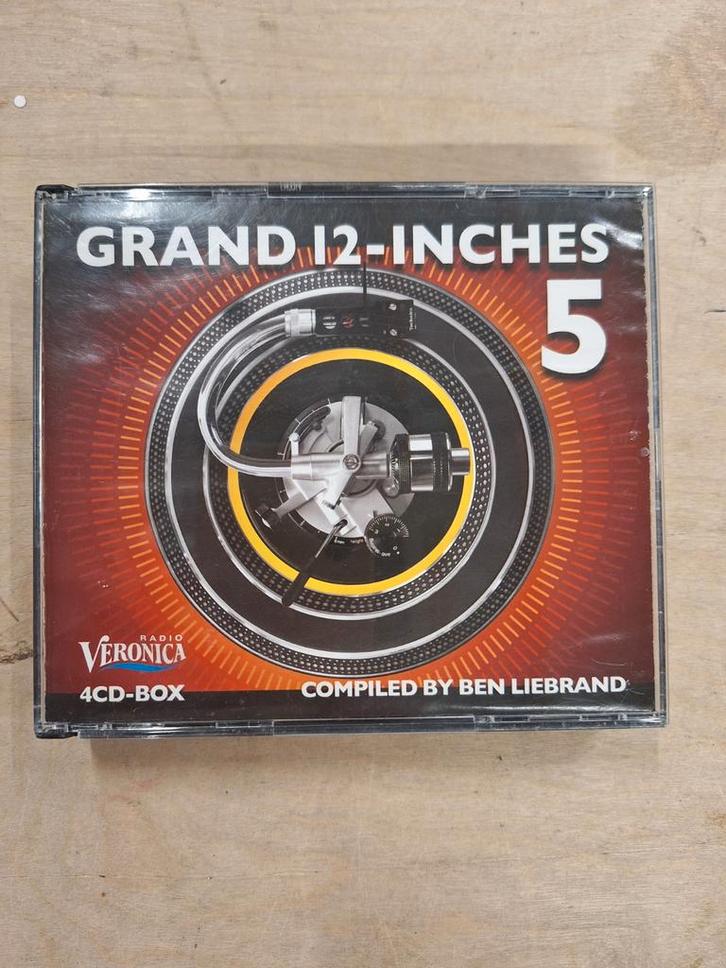 GRAND 12-INCHES
5
RADIO
VERONICA
4CD-BOX
COMPILED BY BEN LIEBRAND